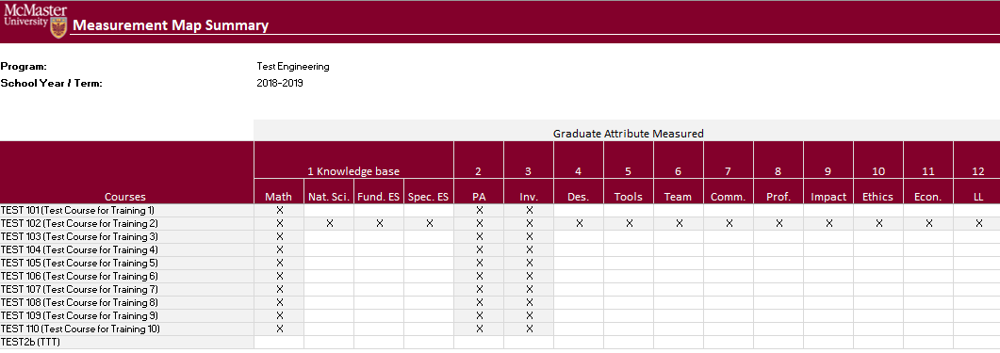 McMaster
University
Measurement Map Summary
Program: Test Engineering
School Year / Term: 2018-2019
Graduate Attribute Measured
1 Knowledge base 2 3 4 5 6 7 8 9 10 11 12
Courses Math Nat. Sci. Fund. ES Spec. ES PA Inv. Des. Tools Team Comm. Prof. Impact Ethics Econ. LL
TEST 101 (Test Course for Training 1) X X X
TEST 102 (Test Course for Training 2) X X X X X X X X X X X X X X X
TEST 103 (Test Course for Training 3) X X X
TEST 104 (Test Course for Training 4) X X X
TEST 105 (Test Course for Training 5) X X X
TEST 106 (Test Course for Training 6) X X X
TEST 107 (Test Course for Training 7) X X X
TEST 108 (Test Course for Training 8) X X X
TEST 109 (Test Course for Training 9) X X X
TEST 110 (Test Course for Training 10) X X X
TEST2b (TTT)